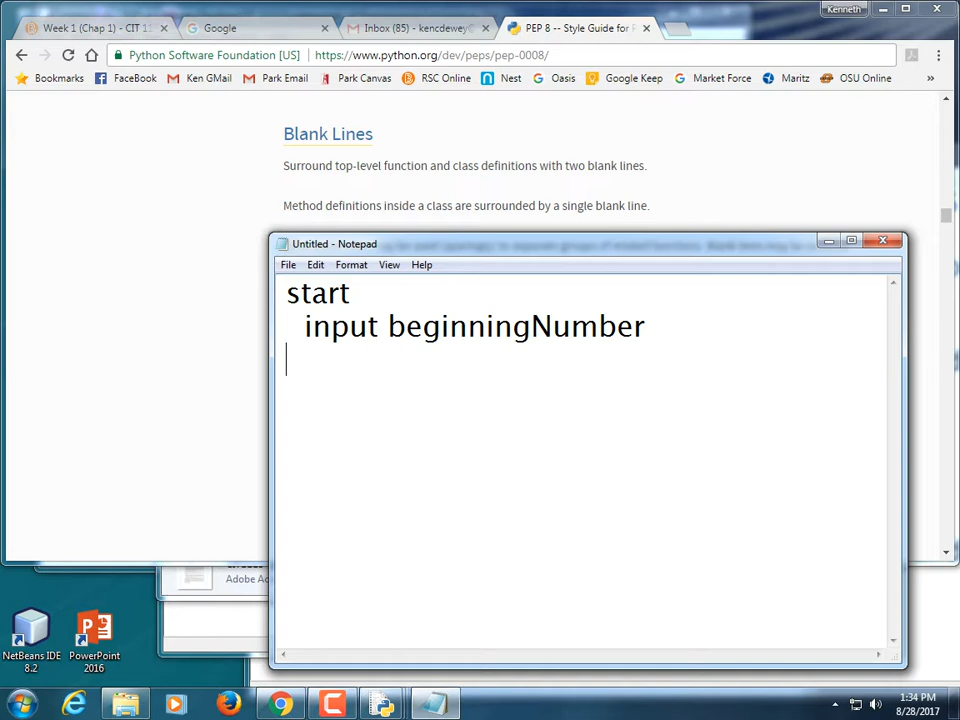 Kenneth
Week 1 (Chap 1) - CIT 11
Google
Inbox (85) - kencdewey@
PEP 8 -- Style Guide for P
Python Software Foundation [US]
https://www.python.org/dev/peps/pep-0008/
Bookmarks
FaceBook
Ken GMail
Park Email
Park Canvas
RSC Online
Nest
Oasis
Google Keep
Market Force
Maritz
OSU Online
»
Blank Lines
Surround top-level function and class definitions with two blank lines.
Method definitions inside a class are surrounded by a single blank line.
Untitled - Notepad
File Edit Format View Help
start
input beginningNumber
Adobe Ac
NetBeans IDE
8.2
PowerPoint
2016
1:34 PM
8/28/2017